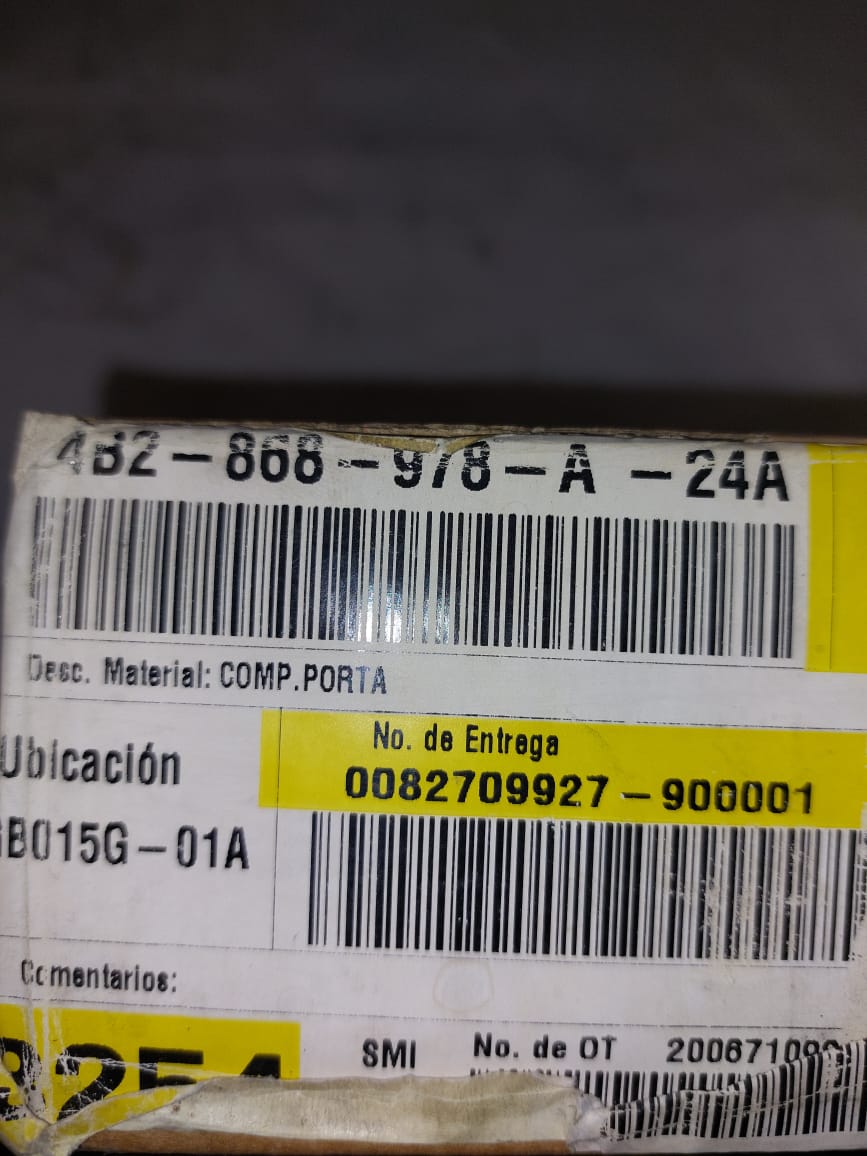 4B2-868-978-A -24A
Desc. Material: COMP.PORTA
No. de Entrega
Ubicación
0082709927-900001
B015G-01A
Comentarios:
SMI No. de OT